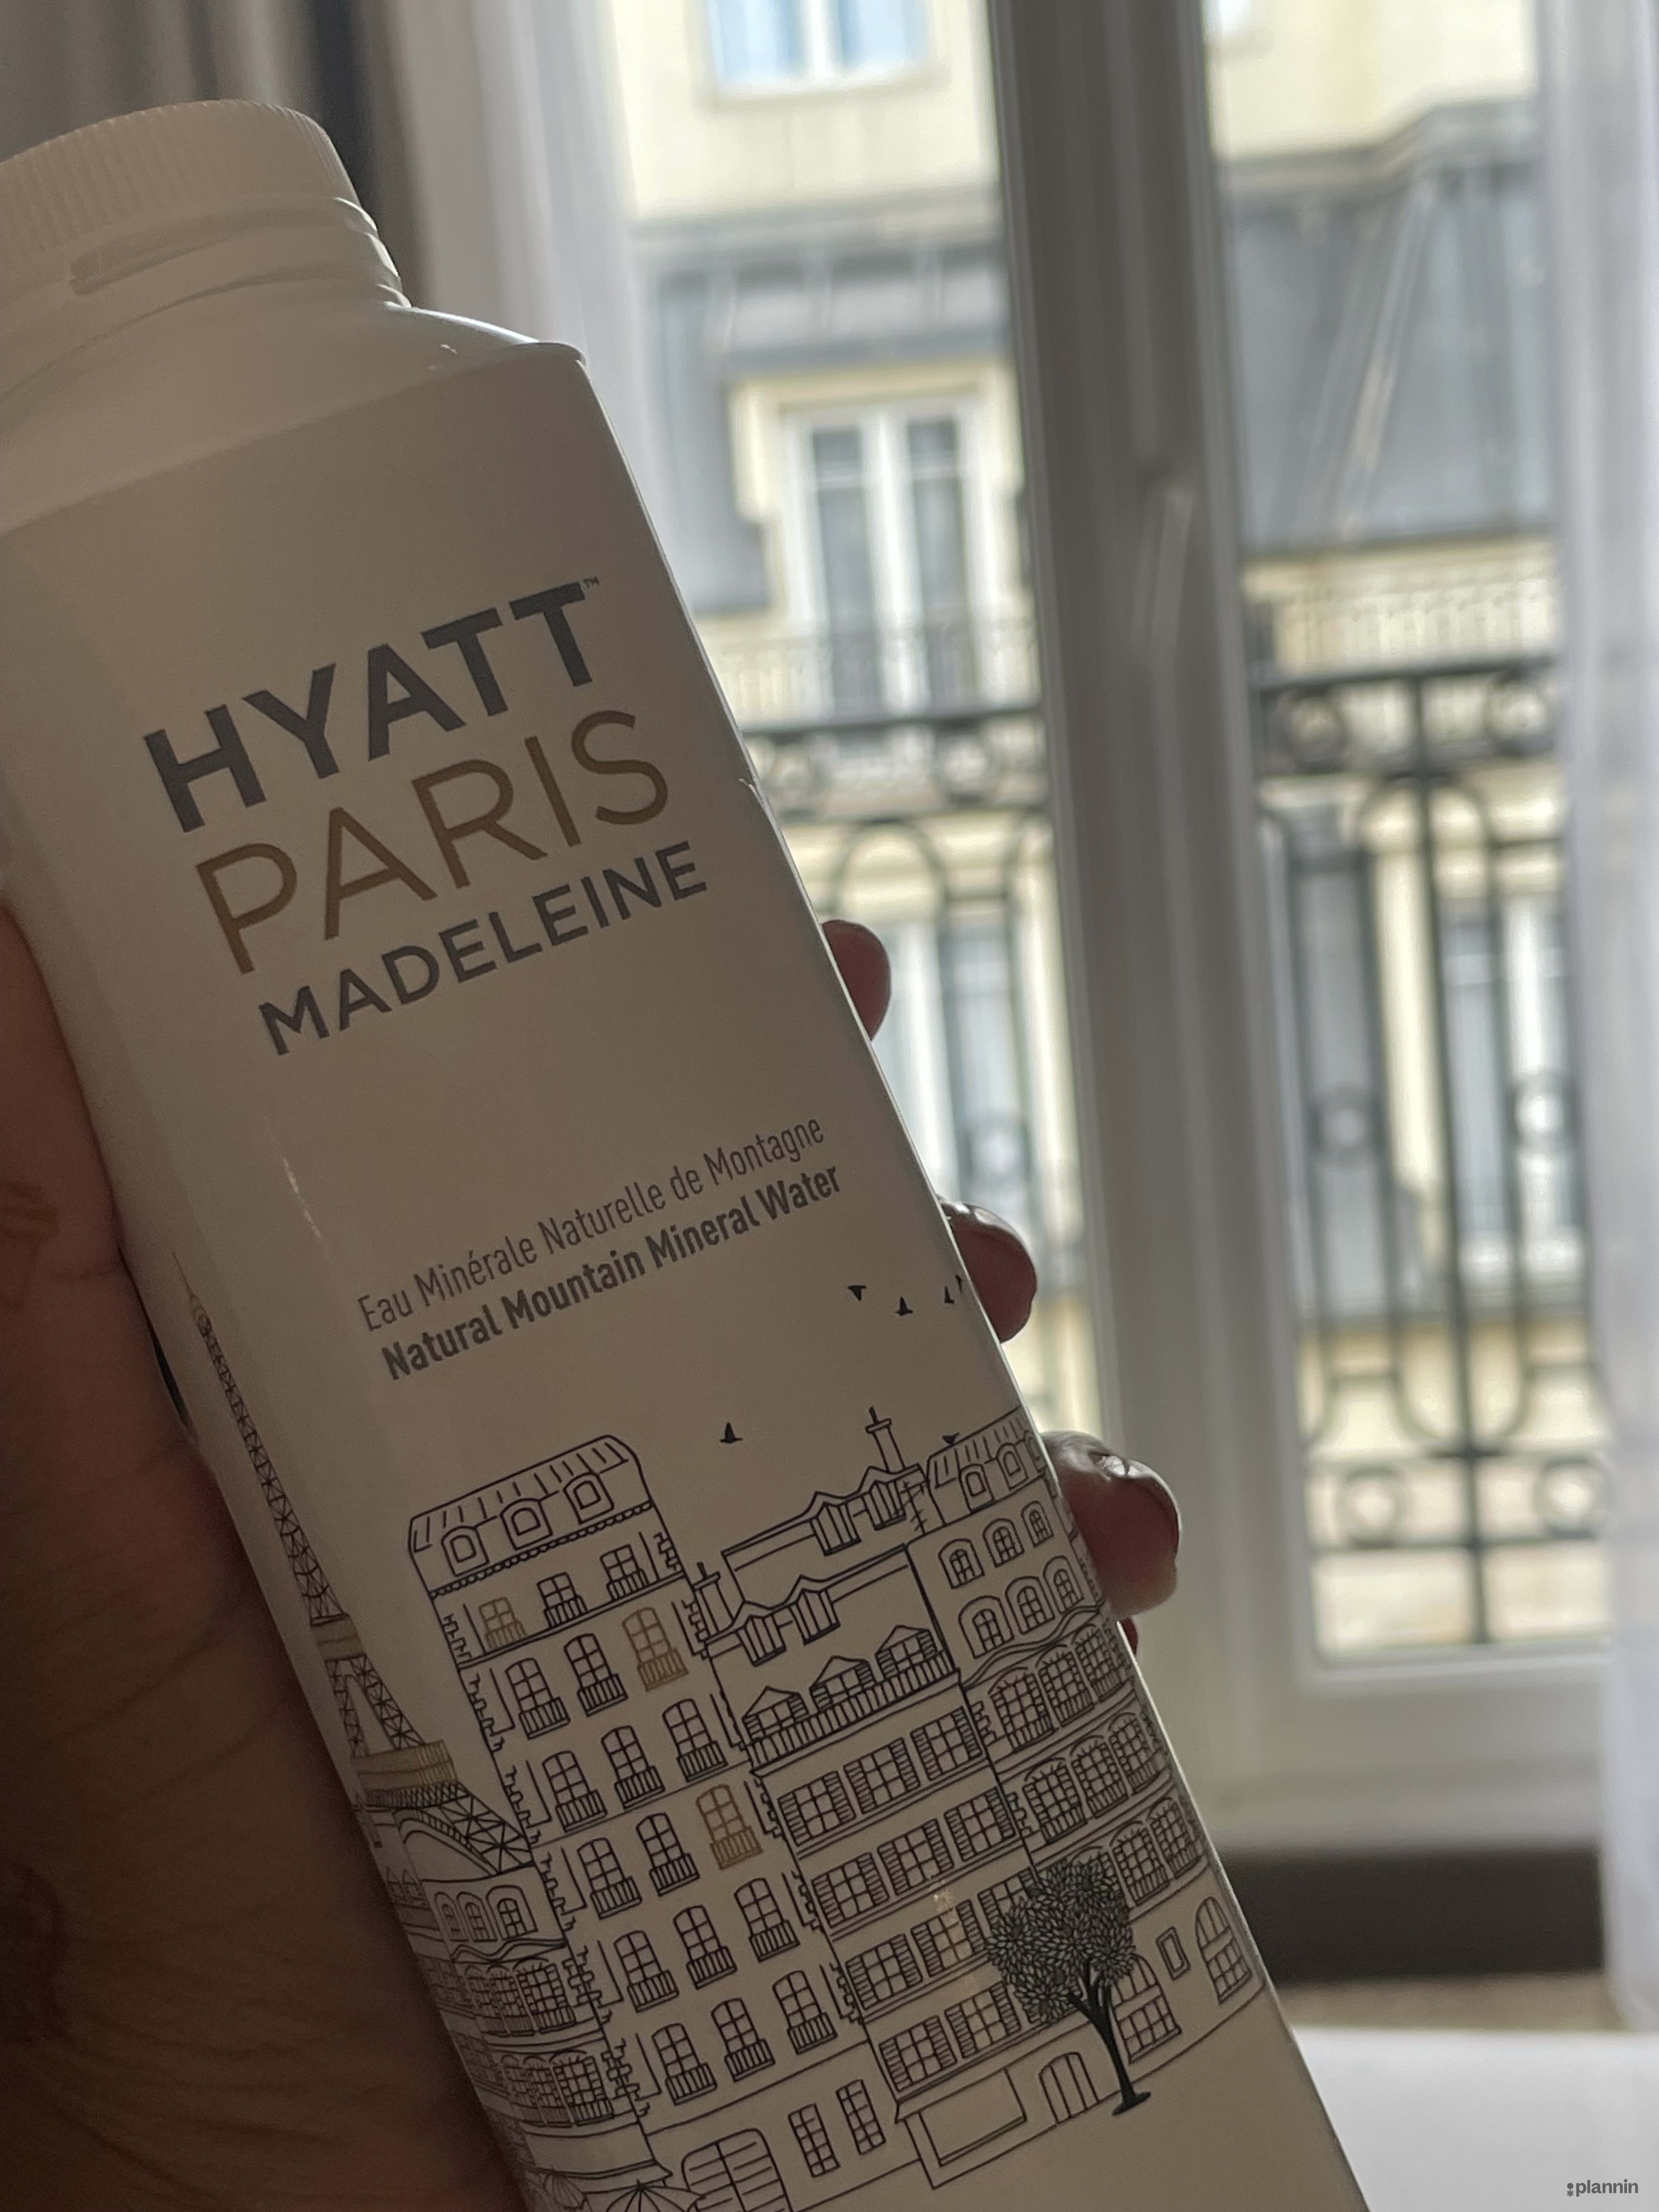 HYATT™
PARIS
MADELEINE
Eau Minérale Naturelle de Montagne
Natural Mountain Mineral Water
plannin